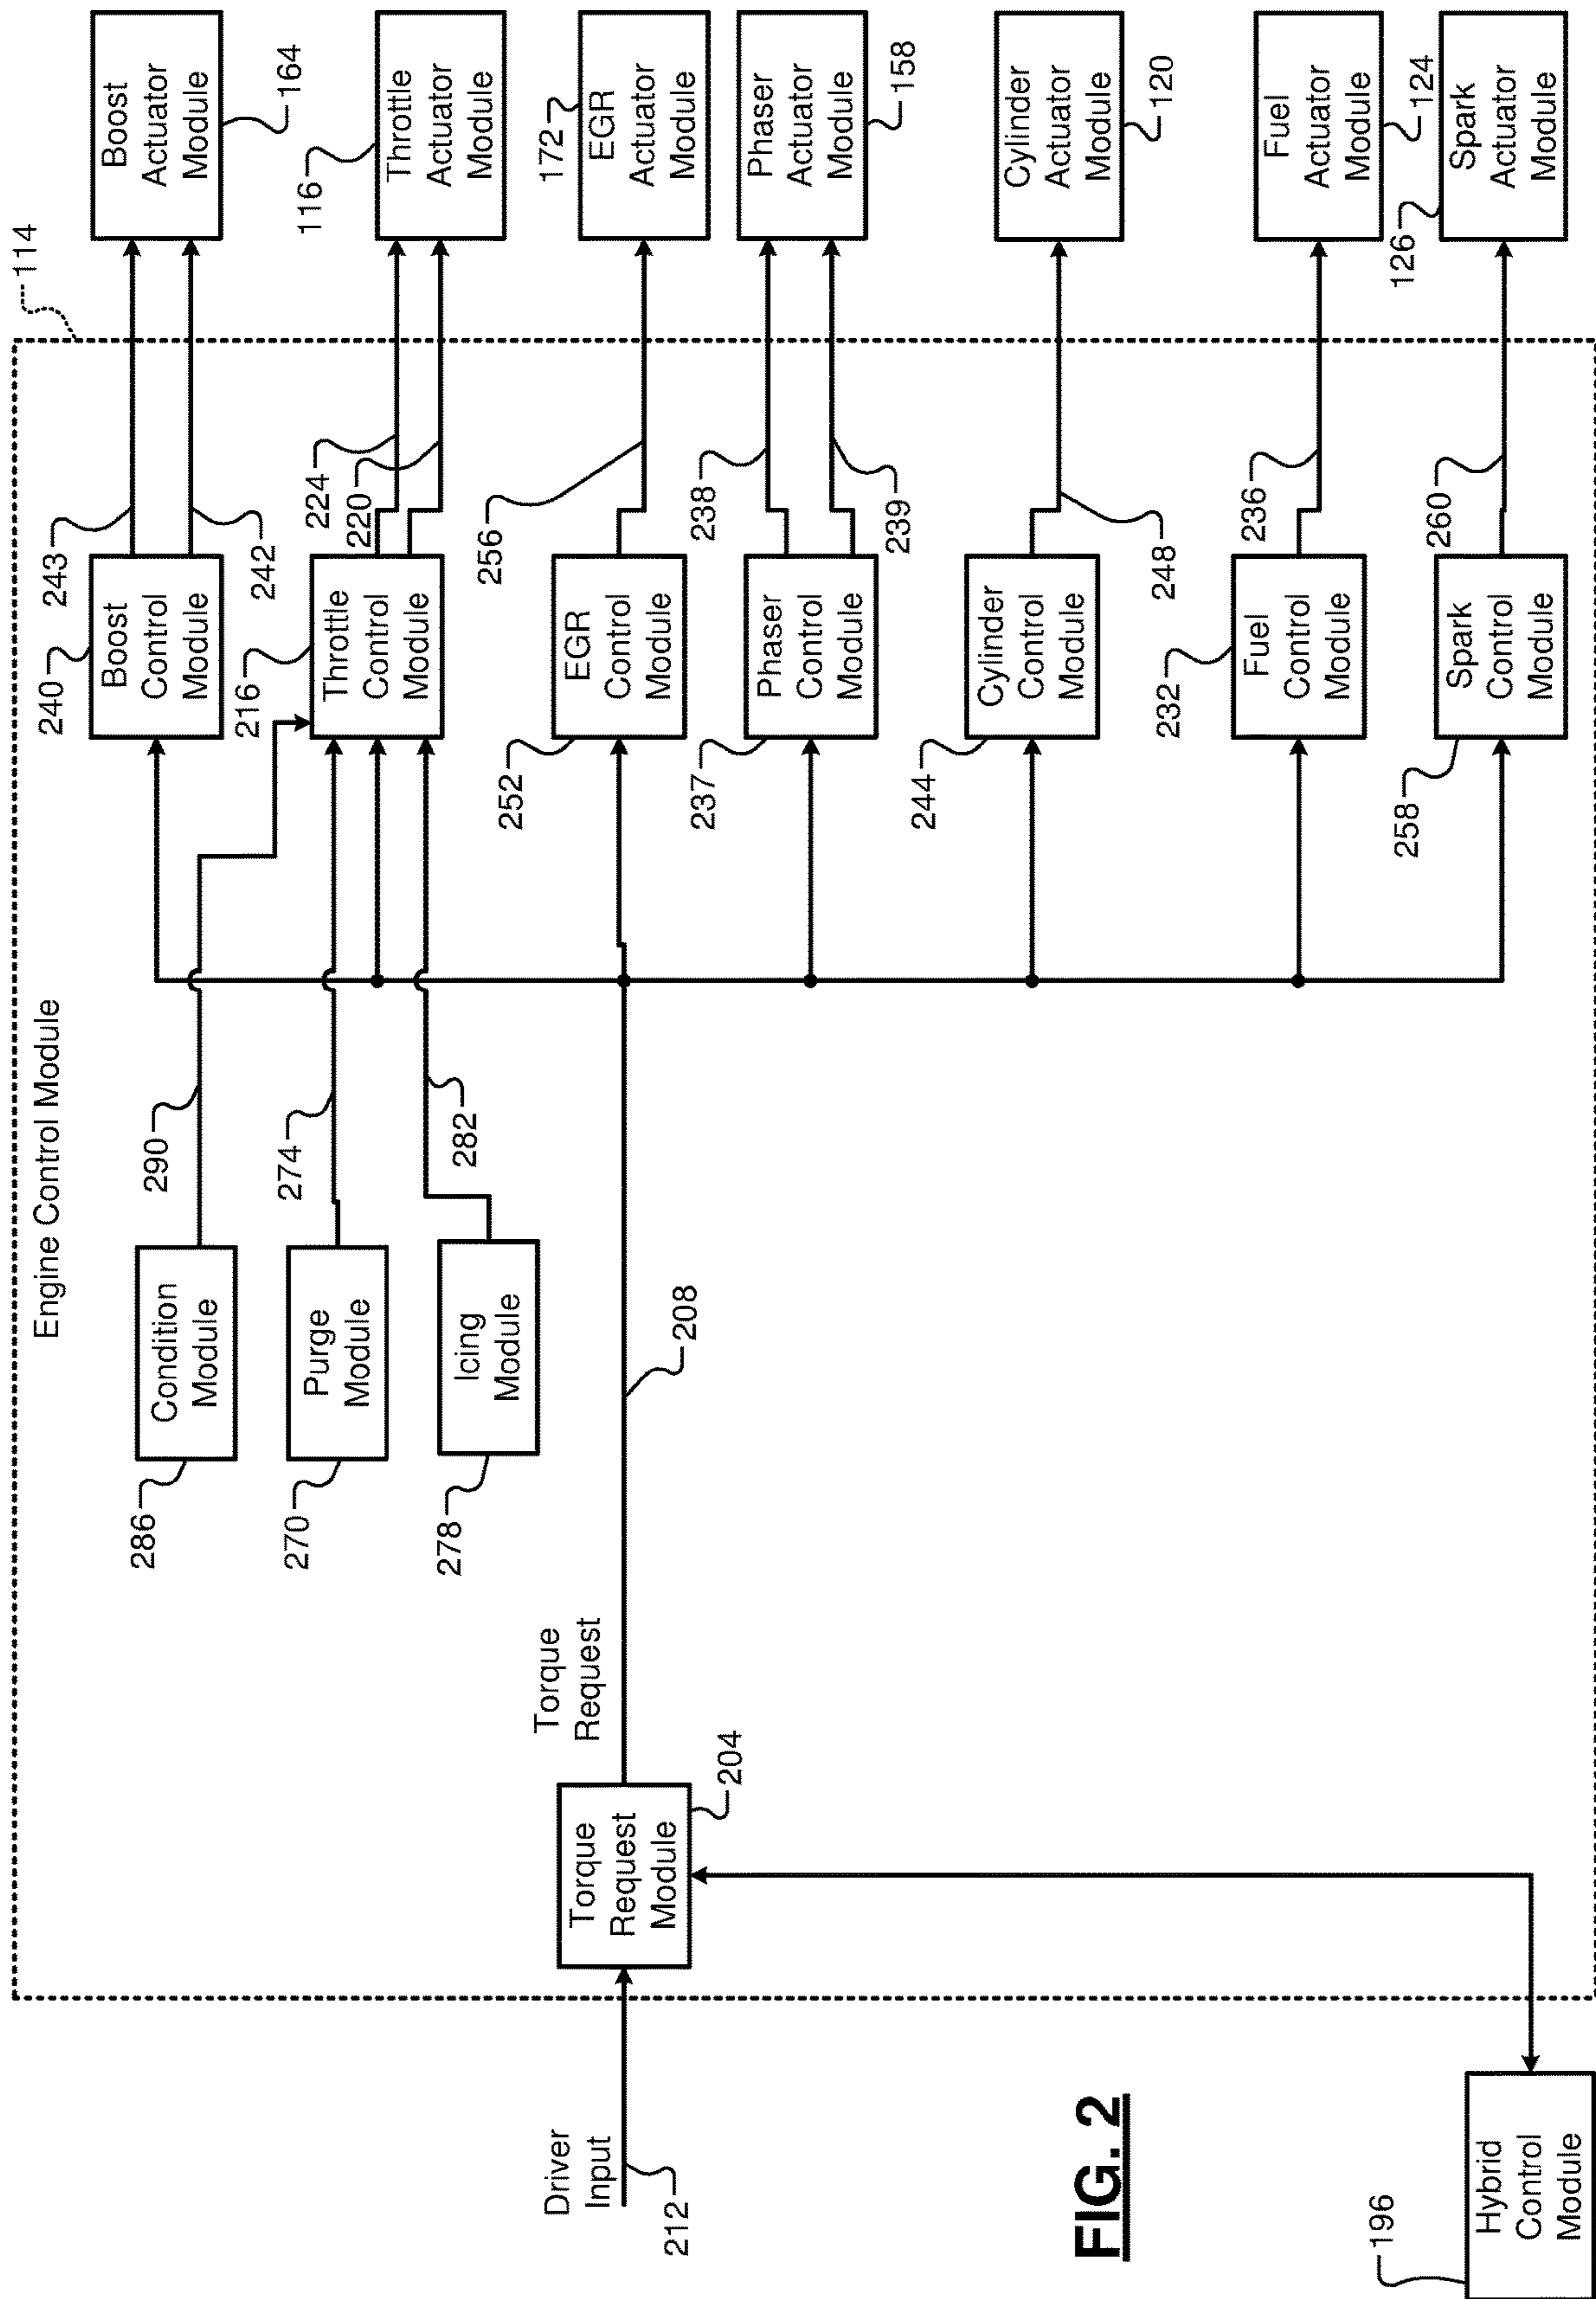 Engine Control Module
114
Driver
Input
212
Torque
Request
Module
204
Torque
Request
208
Hybrid
Control
Module
196
Condition
Module
286
290
Purge
Module
270
274
Icing
Module
278
282
Boost
Control
Module
240
243
242
Boost
Actuator
Module
164
Throttle
Control
Module
216
224
220
Throttle
Actuator
Module
116
EGR
Control
Module
252
256
EGR
Actuator
Module
172
Phaser
Control
Module
237
238
239
Phaser
Actuator
Module
158
Cylinder
Control
Module
244
248
Cylinder
Actuator
Module
120
Fuel
Control
Module
232
236
Fuel
Actuator
Module
124
Spark
Control
Module
258
260
Spark
Actuator
Module
126
FIG. 2